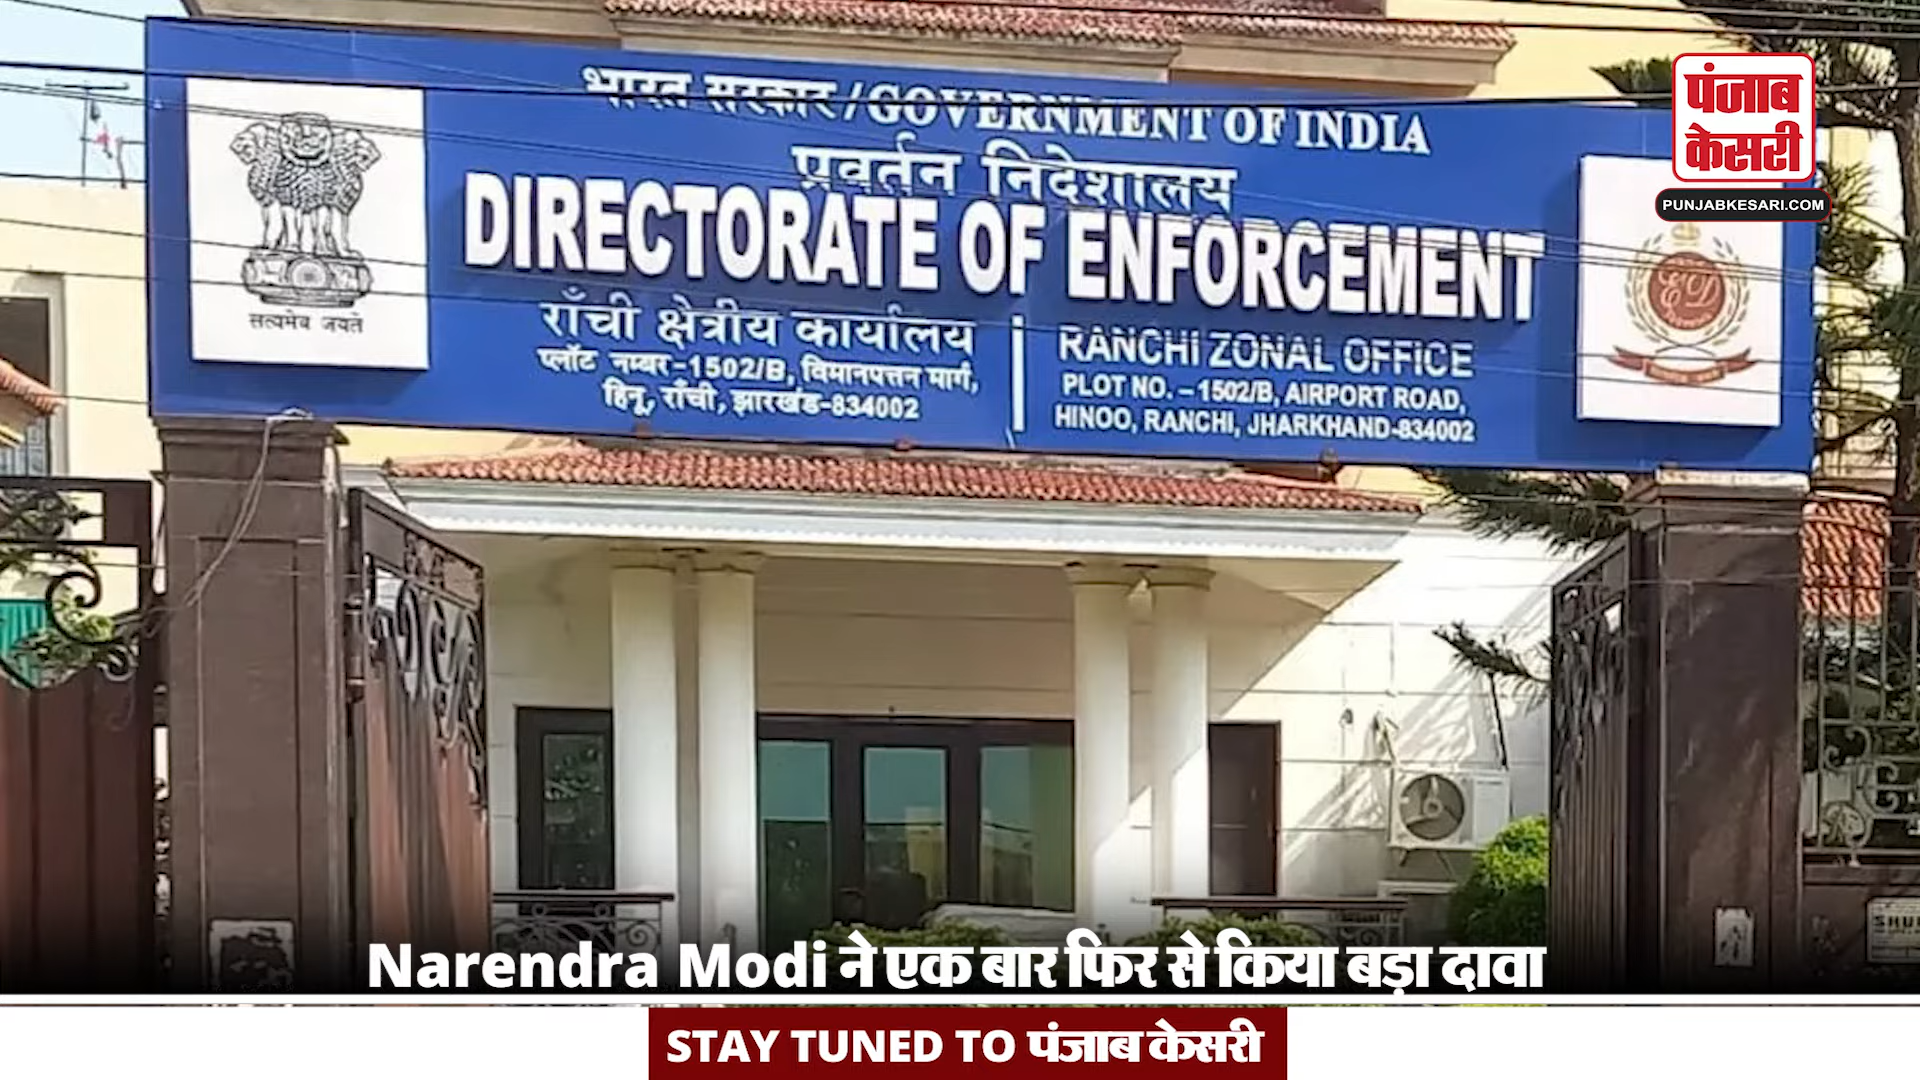 भारत सरकार / GOVERNMENT OF INDIA
प्रवर्तन निदेशालय
DIRECTORATE OF ENFORCEMENT
सत्यमेव जयते
राँची क्षेत्रीय कार्यालय
प्लॉट नम्बर-1502/B, विमानपत्तन मार्ग,
हिनू, राँची, झारखंड-834002
RANCHI ZONAL OFFICE
PLOT NO. - 1502/B, AIRPORT ROAD,
HINOO, RANCHI, JHARKHAND-834002
ED
पंजाब
केसरी
PUNJABKESARI.COM
Narendra Modi ने एक बार फिर से किया बड़ा दावा
STAY TUNED TO पंजाब केसरी